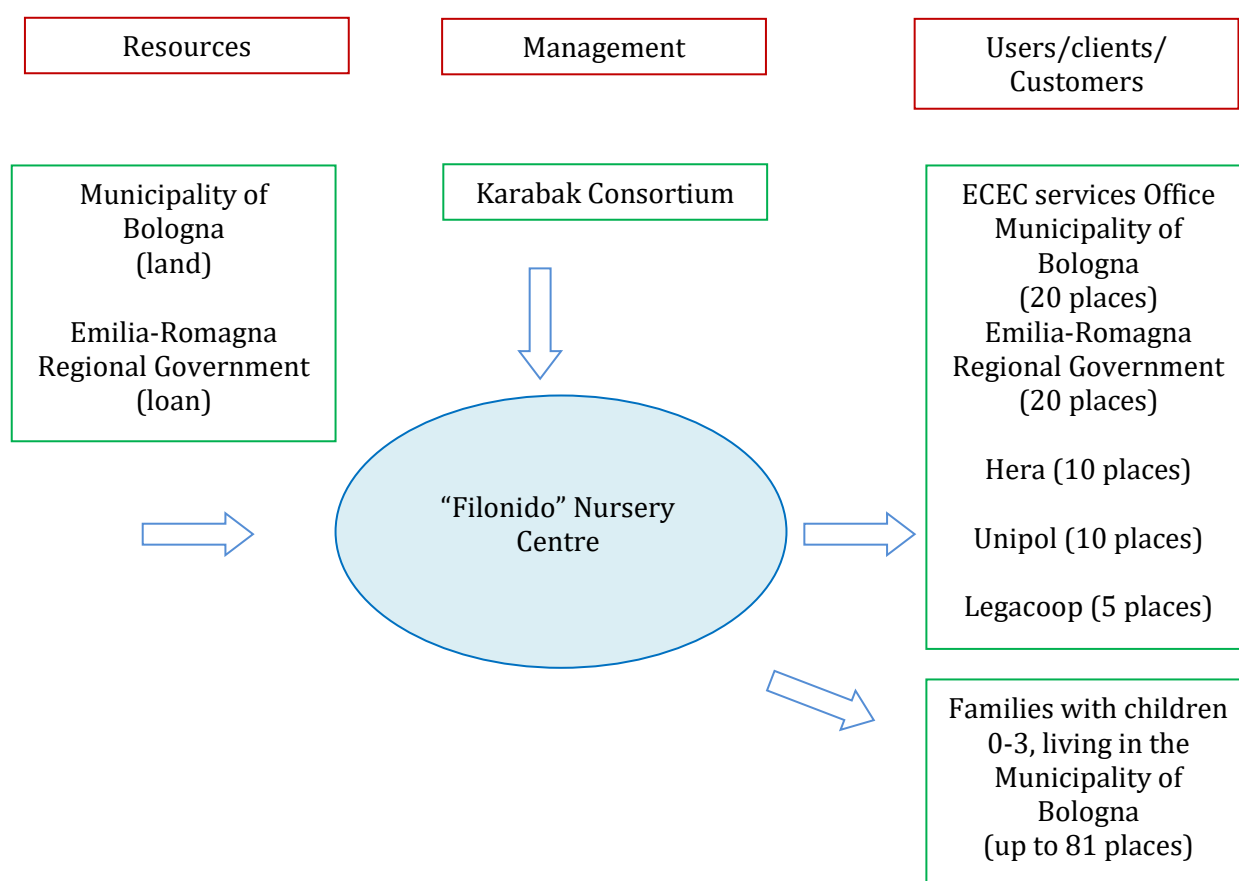 Resources
Management
Users/clients/
Customers
Municipality of
Bologna
(land)
Emilia-Romagna
Regional Government
(loan)
Karabak Consortium
“Filonido” Nursery
Centre
ECEC services Office
Municipality of
Bologna
(20 places)
Emilia-Romagna
Regional Government
(20 places)
Hera (10 places)
Unipol (10 places)
Legacoop (5 places)
Families with children
0-3, living in the
Municipality of
Bologna
(up to 81 places)